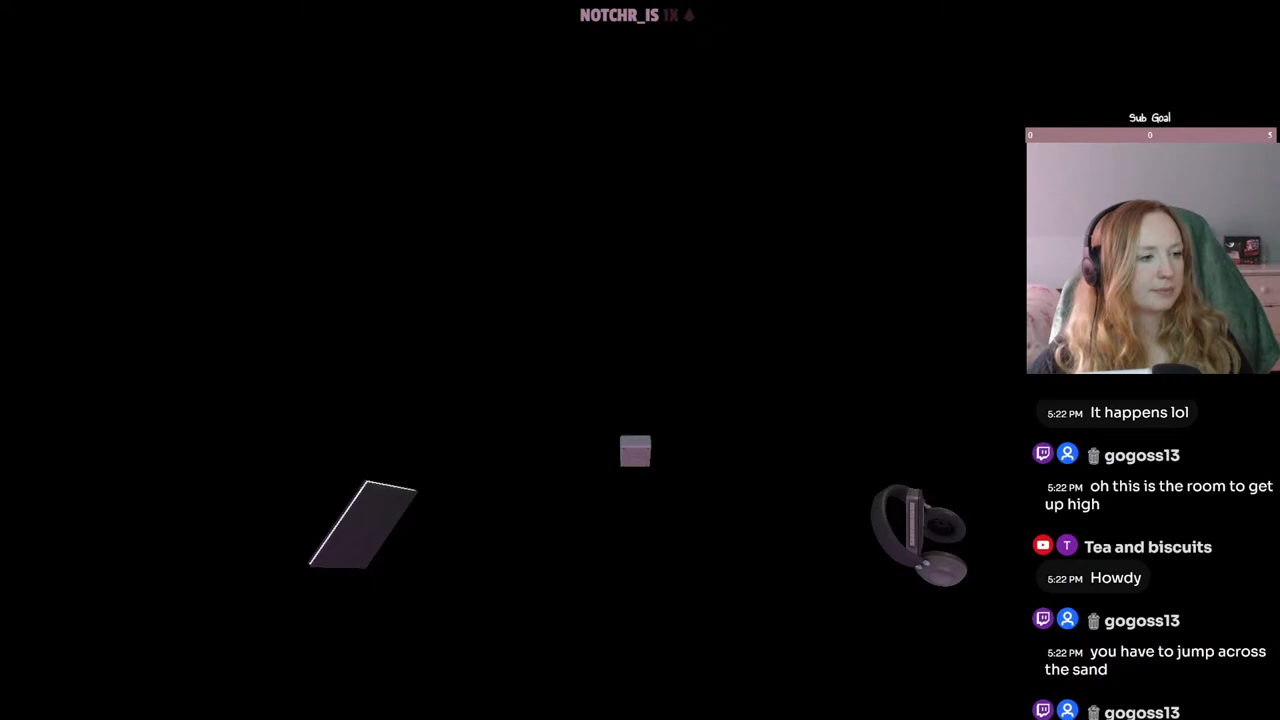 NOTCHR_IS 1X
Sub Goal
0 0 5
5:22 PM It happens lol
gogoss13
5:22 PM oh this is the room to get
up high
T Tea and biscuits
5:22 PM Howdy
gogoss13
5:22 PM you have to jump across
the sand
gogoss13